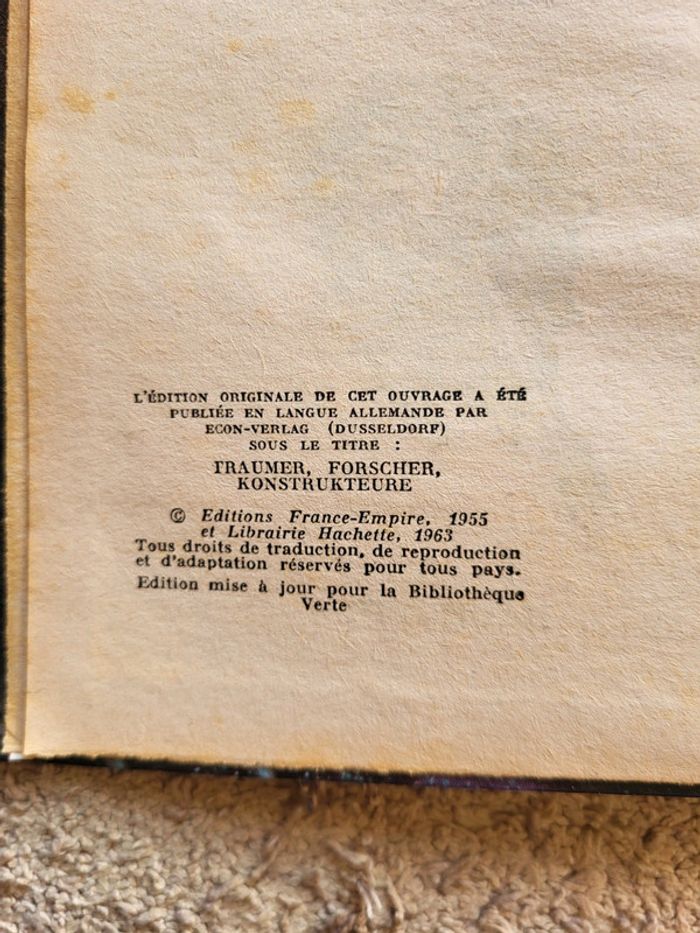 L'ÉDITION ORIGINALE DE CET OUVRAGE A ÉTÉ
PUBLIÉE EN LANGUE ALLEMANDE PAR
ECON-VERLAG (DUSSELDORF)
SOUS LE TITRE :
TRAUMER, FORSCHER,
KONSTRUKTEURE
© Editions France-Empire, 1955
et Librairie Hachette, 1963
Tous droits de traduction, de reproduction
et d'adaptation réservés pour tous pays.
Edition mise à jour pour la Bibliothèque
Verte